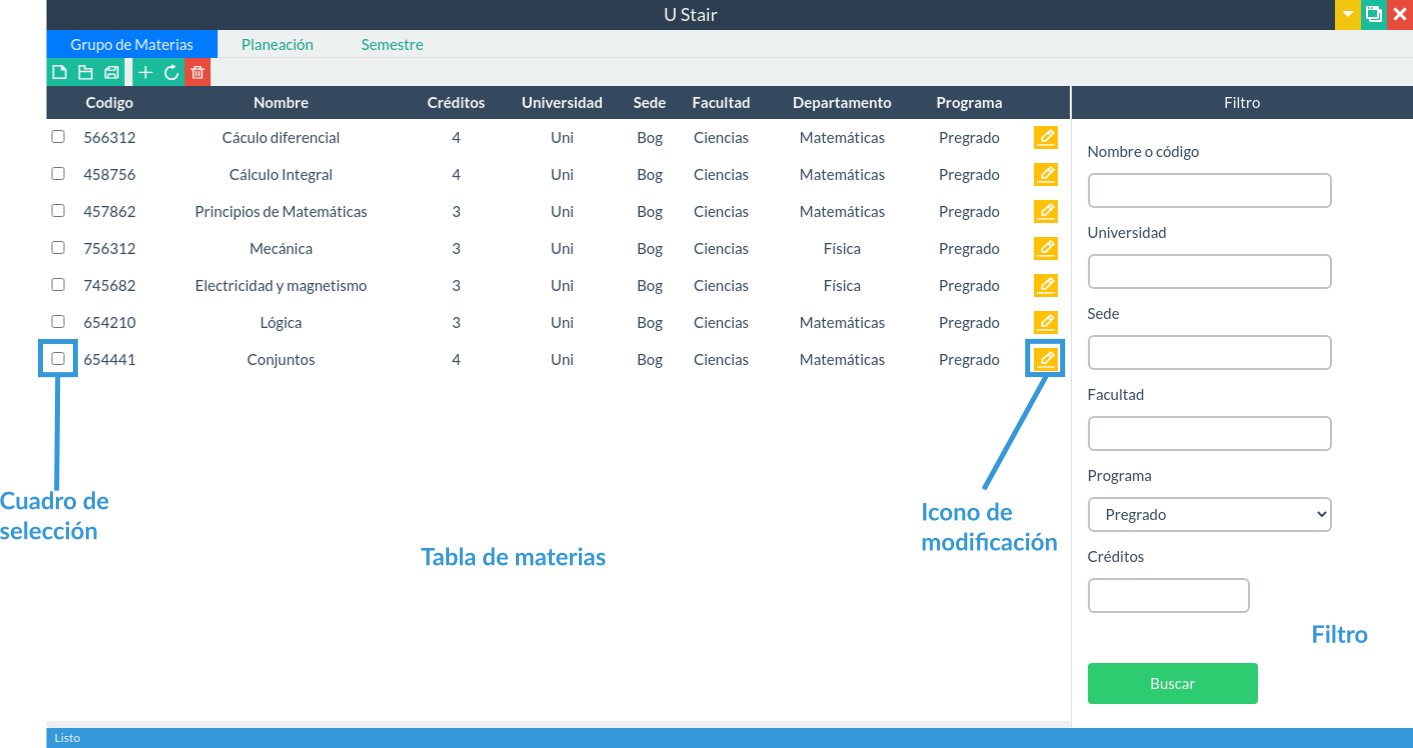 U Stair
Grupo de Materias Planeación Semestre
Codigo Nombre Créditos Universidad Sede Facultad Departamento Programa Filtro
566312 Cáculo diferencial 4 Uni Bog Ciencias Matemáticas Pregrado
458756 Cálculo Integral 4 Uni Bog Ciencias Matemáticas Pregrado
457862 Principios de Matemáticas 3 Uni Bog Ciencias Matemáticas Pregrado
756312 Mecánica 3 Uni Bog Ciencias Física Pregrado
745682 Electricidad y magnetismo 3 Uni Bog Ciencias Física Pregrado
654210 Lógica 3 Uni Bog Ciencias Matemáticas Pregrado
654441 Conjuntos 4 Uni Bog Ciencias Matemáticas Pregrado
Cuadro de
selección
Tabla de materias
Icono de
modificación
Nombre o código
Universidad
Sede
Facultad
Programa
Pregrado
Créditos
Filtro
Buscar
Listo